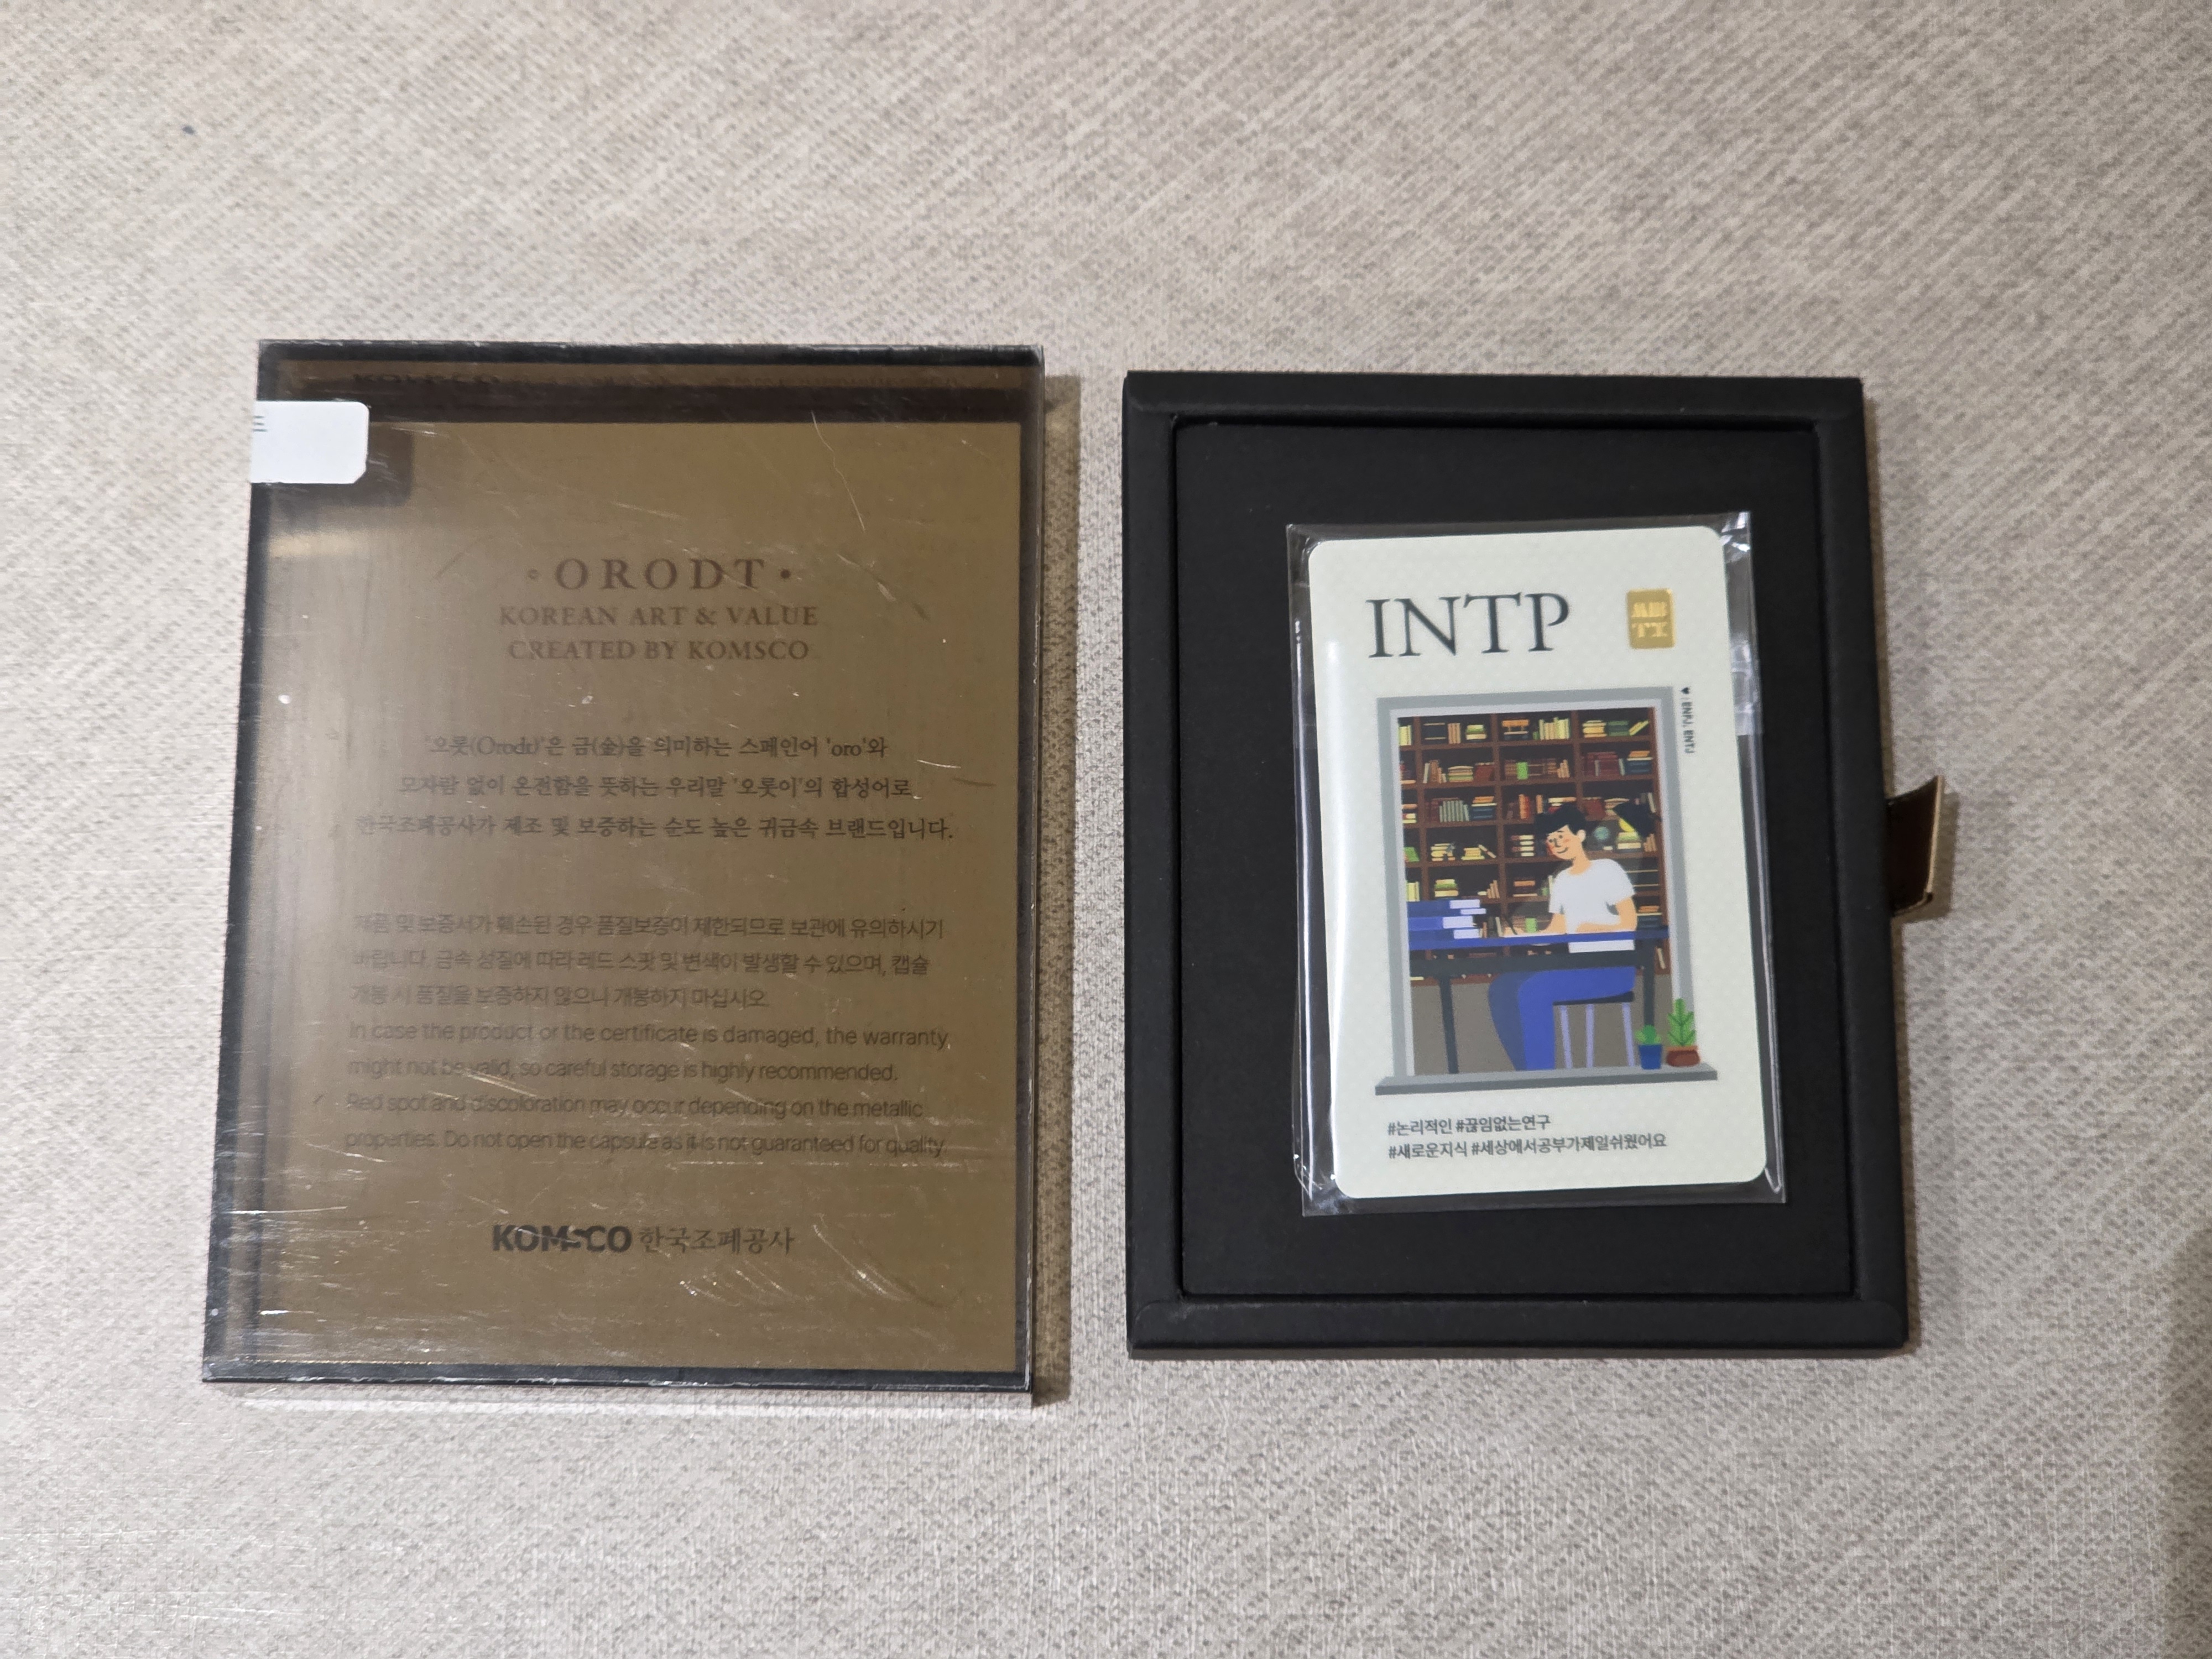 · ORODT ·
KOREAN ART & VALUE
CREATED BY KOMSCO
'오롯(Orodt)'은 금(金)을 의미하는 스페인어 'oro'와
모자람 없이 온전함을 뜻하는 우리말 '오롯이'의 합성어로
한국조폐공사가 제조 및 보증하는 순도 높은 귀금속 브랜드입니다.
제품 및 보증서가 훼손된 경우 품질보증이 제한되므로 보관에 유의하시기
바랍니다. 금속 성질에 따라 레드 스팟 및 변색이 발생할 수 있으며, 캡슐
개봉 시 품질을 보증하지 않으니 개봉하지 마십시오.
In case the product or the certificate is damaged, the warranty
might not be valid, so careful storage is highly recommended.
Red spot and discoloration may occur depending on the metallic
properties. Do not open the capsule as it is not guaranteed for quality
KOMSCO 한국조폐공사
INTP
MB
TI
♥ : ENFJ, ENTJ
#논리적인 #끊임없는연구
#새로운지식 #세상에서공부가제일쉬웠어요